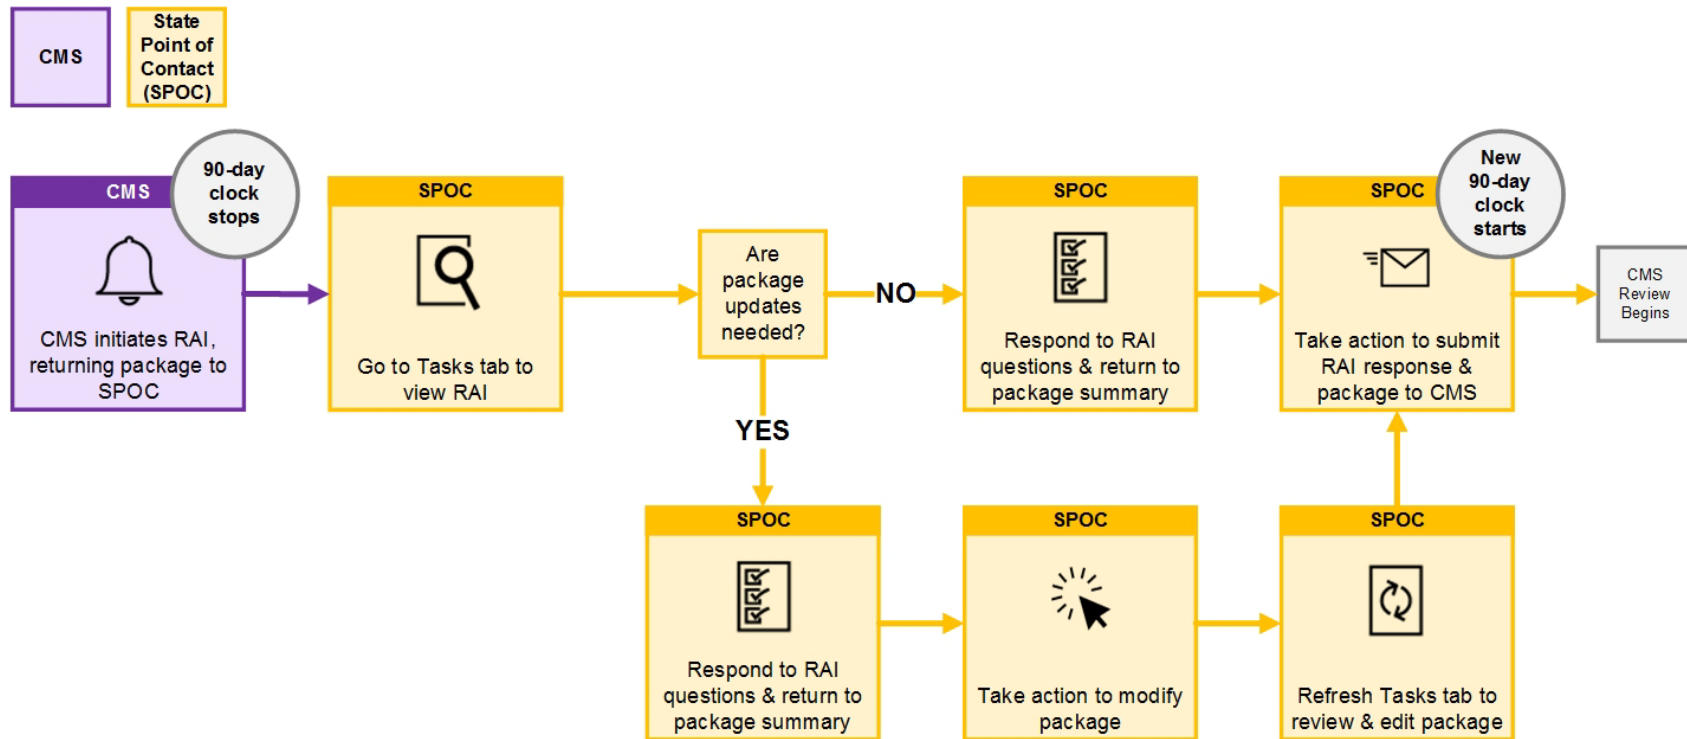 CMS
State
Point of
Contact
(SPOC)
CMS
90-day
clock
stops
CMS initiates RAI,
returning package to
SPOC
SPOC
Go to Tasks tab to
view RAI
Are
package
updates
needed?
NO
SPOC
Respond to RAI
questions & return to
package summary
SPOC
New
90-day
clock
starts
Take action to submit
RAI response &
package to CMS
CMS
Review
Begins
YES
SPOC
Respond to RAI
questions & return to
package summary
SPOC
Take action to modify
package
SPOC
Refresh Tasks tab to
review & edit package